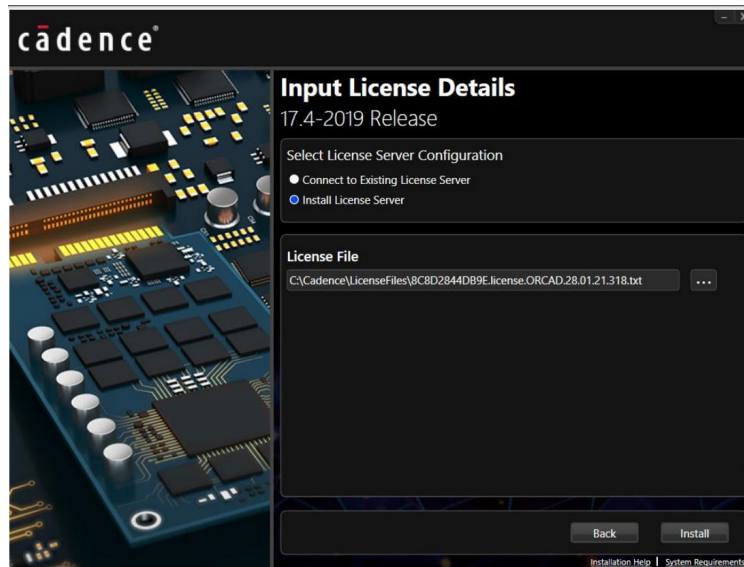 cādence®
Input License Details
17.4-2019 Release
Select License Server Configuration
Connect to Existing License Server
Install License Server
License File
C:\Cadence\LicenseFiles\8C8D2844DB9E.license.ORCAD.28.01.21.318.txt
...
Back Install
Installation Help | System Requirements